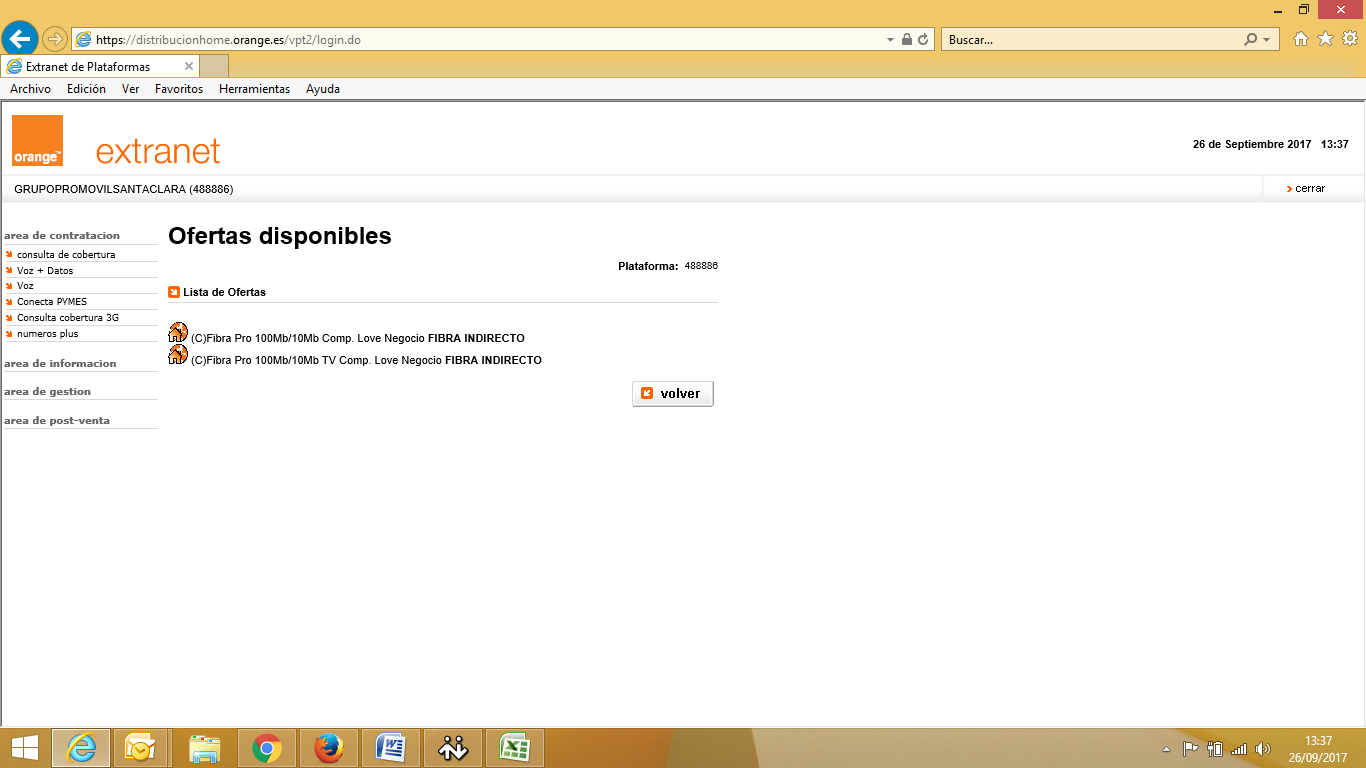 https://distribucionhome.orange.es/vpt2/login.do
Buscar...
Extranet de Plataformas
Archivo Edición Ver Favoritos Herramientas Ayuda
orange™
extranet
26 de Septiembre 2017 13:37
GRUPOPROMOVILSANTACLARA (488886)
cerrar
area de contratacion
consulta de cobertura
Voz + Datos
Voz
Conecta PYMES
Consulta cobertura 3G
numeros plus
area de informacion
area de gestion
area de post-venta
Ofertas disponibles
Plataforma: 488886
Lista de Ofertas
(C)Fibra Pro 100Mb/10Mb Comp. Love Negocio FIBRA INDIRECTO
(C)Fibra Pro 100Mb/10Mb TV Comp. Love Negocio FIBRA INDIRECTO
volver
13:37
26/09/2017